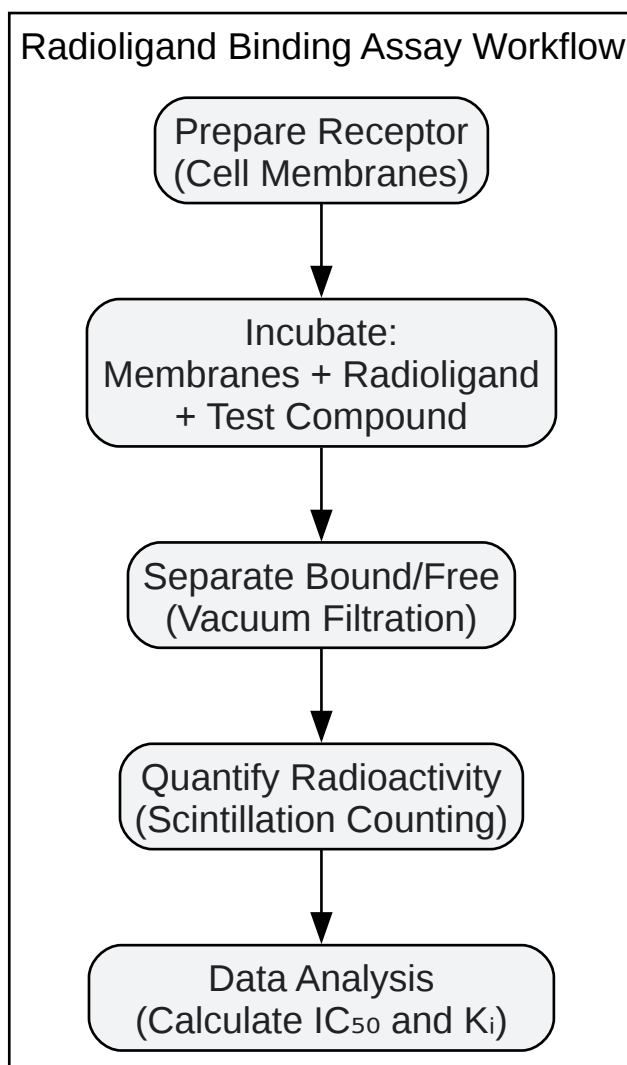 Radioligand Binding Assay Workflow
Prepare Receptor
(Cell Membranes)
Incubate:
Membranes + Radioligand
+ Test Compound
Separate Bound/Free
(Vacuum Filtration)
Quantify Radioactivity
(Scintillation Counting)
Data Analysis
(Calculate IC₅₀ and Kᵢ)